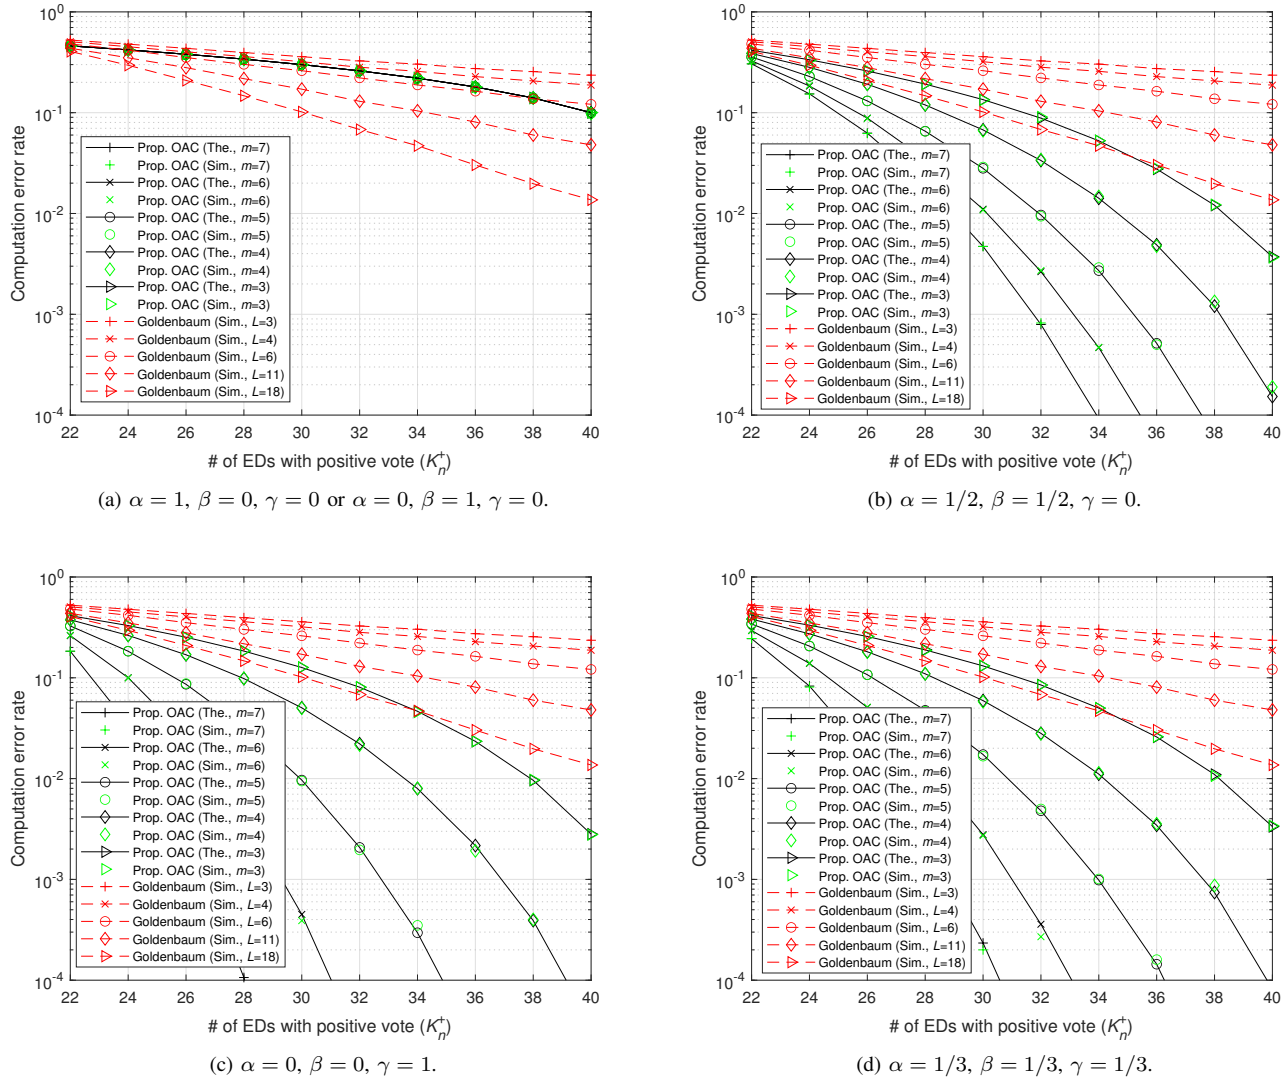 10^0
10^-1
10^-2
10^-3
10^-4
Computation error rate
Prop. OAC (The., m=7)
Prop. OAC (Sim., m=7)
Prop. OAC (The., m=6)
Prop. OAC (Sim., m=6)
Prop. OAC (The., m=5)
Prop. OAC (Sim., m=5)
Prop. OAC (The., m=4)
Prop. OAC (Sim., m=4)
Prop. OAC (The., m=3)
Prop. OAC (Sim., m=3)
Goldenbaum (Sim., L=3)
Goldenbaum (Sim., L=4)
Goldenbaum (Sim., L=6)
Goldenbaum (Sim., L=11)
Goldenbaum (Sim., L=18)
22 24 26 28 30 32 34 36 38 40
# of EDs with positive vote (K_n^+)
(a) α = 1, β = 0, γ = 0 or α = 0, β = 1, γ = 0.
10^0
10^-1
10^-2
10^-3
10^-4
Computation error rate
Prop. OAC (The., m=7)
Prop. OAC (Sim., m=7)
Prop. OAC (The., m=6)
Prop. OAC (Sim., m=6)
Prop. OAC (The., m=5)
Prop. OAC (Sim., m=5)
Prop. OAC (The., m=4)
Prop. OAC (Sim., m=4)
Prop. OAC (The., m=3)
Prop. OAC (Sim., m=3)
Goldenbaum (Sim., L=3)
Goldenbaum (Sim., L=4)
Goldenbaum (Sim., L=6)
Goldenbaum (Sim., L=11)
Goldenbaum (Sim., L=18)
22 24 26 28 30 32 34 36 38 40
# of EDs with positive vote (K_n^+)
(b) α = 1/2, β = 1/2, γ = 0.
10^0
10^-1
10^-2
10^-3
10^-4
Computation error rate
Prop. OAC (The., m=7)
Prop. OAC (Sim., m=7)
Prop. OAC (The., m=6)
Prop. OAC (Sim., m=6)
Prop. OAC (The., m=5)
Prop. OAC (Sim., m=5)
Prop. OAC (The., m=4)
Prop. OAC (Sim., m=4)
Prop. OAC (The., m=3)
Prop. OAC (Sim., m=3)
Goldenbaum (Sim., L=3)
Goldenbaum (Sim., L=4)
Goldenbaum (Sim., L=6)
Goldenbaum (Sim., L=11)
Goldenbaum (Sim., L=18)
22 24 26 28 30 32 34 36 38 40
# of EDs with positive vote (K_n^+)
(c) α = 0, β = 0, γ = 1.
10^0
10^-1
10^-2
10^-3
10^-4
Computation error rate
Prop. OAC (The., m=7)
Prop. OAC (Sim., m=7)
Prop. OAC (The., m=6)
Prop. OAC (Sim., m=6)
Prop. OAC (The., m=5)
Prop. OAC (Sim., m=5)
Prop. OAC (The., m=4)
Prop. OAC (Sim., m=4)
Prop. OAC (The., m=3)
Prop. OAC (Sim., m=3)
Goldenbaum (Sim., L=3)
Goldenbaum (Sim., L=4)
Goldenbaum (Sim., L=6)
Goldenbaum (Sim., L=11)
Goldenbaum (Sim., L=18)
22 24 26 28 30 32 34 36 38 40
# of EDs with positive vote (K_n^+)
(d) α = 1/3, β = 1/3, γ = 1/3.